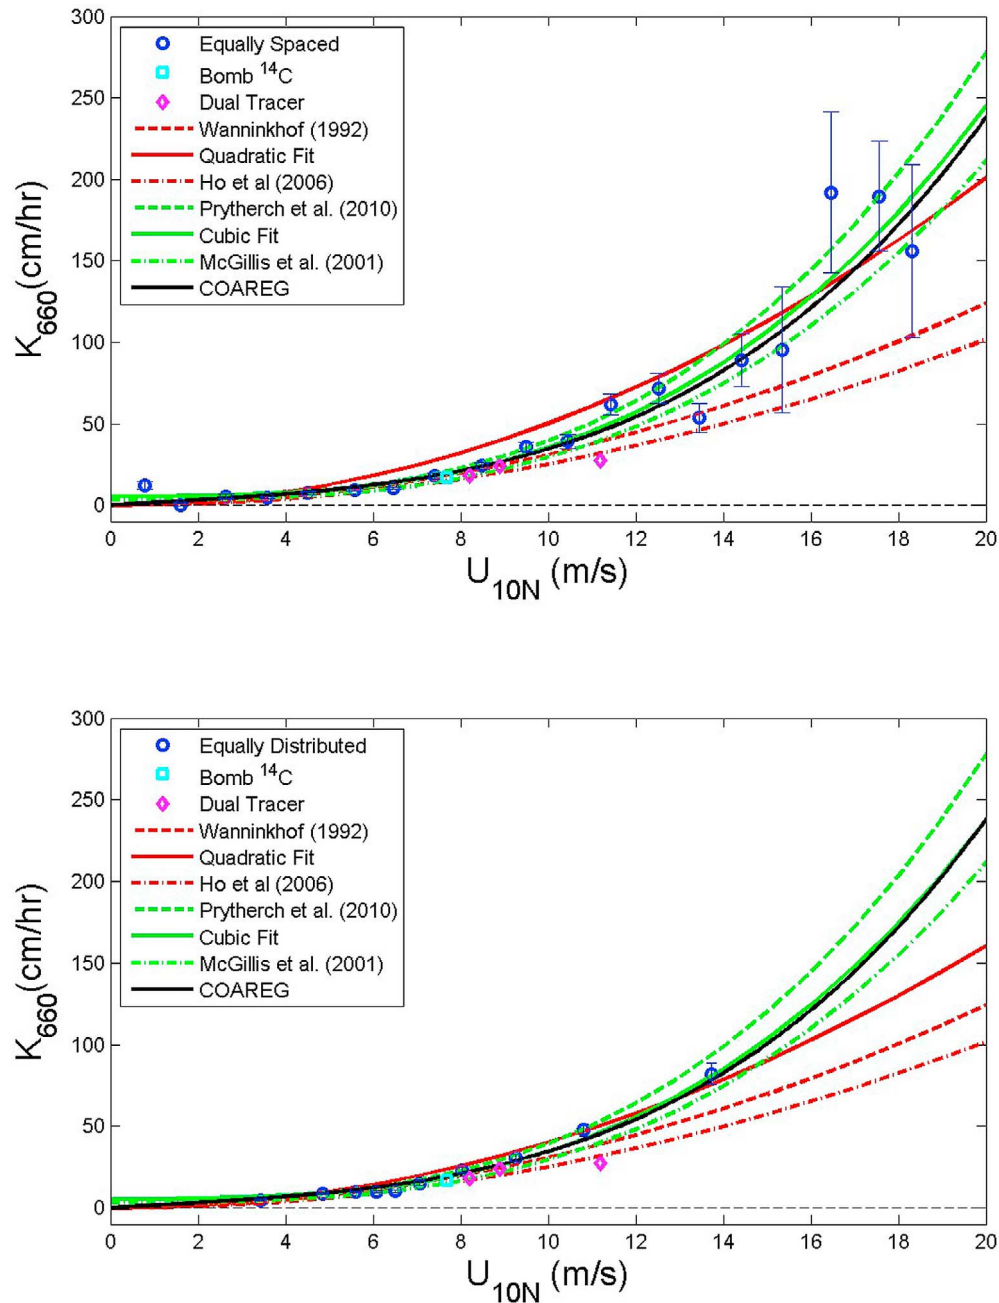 300
250
200
150
100
50
0
K660(cm/hr)
Equally Spaced
Bomb 14C
Dual Tracer
Wanninkhof (1992)
Quadratic Fit
Ho et al (2006)
Prytherch et al. (2010)
Cubic Fit
McGillis et al. (2001)
COAREG
0 2 4 6 8 10 12 14 16 18 20
U10N (m/s)
300
250
200
150
100
50
0
K660(cm/hr)
Equally Distributed
Bomb 14C
Dual Tracer
Wanninkhof (1992)
Quadratic Fit
Ho et al (2006)
Prytherch et al. (2010)
Cubic Fit
McGillis et al. (2001)
COAREG
0 2 4 6 8 10 12 14 16 18 20
U10N (m/s)